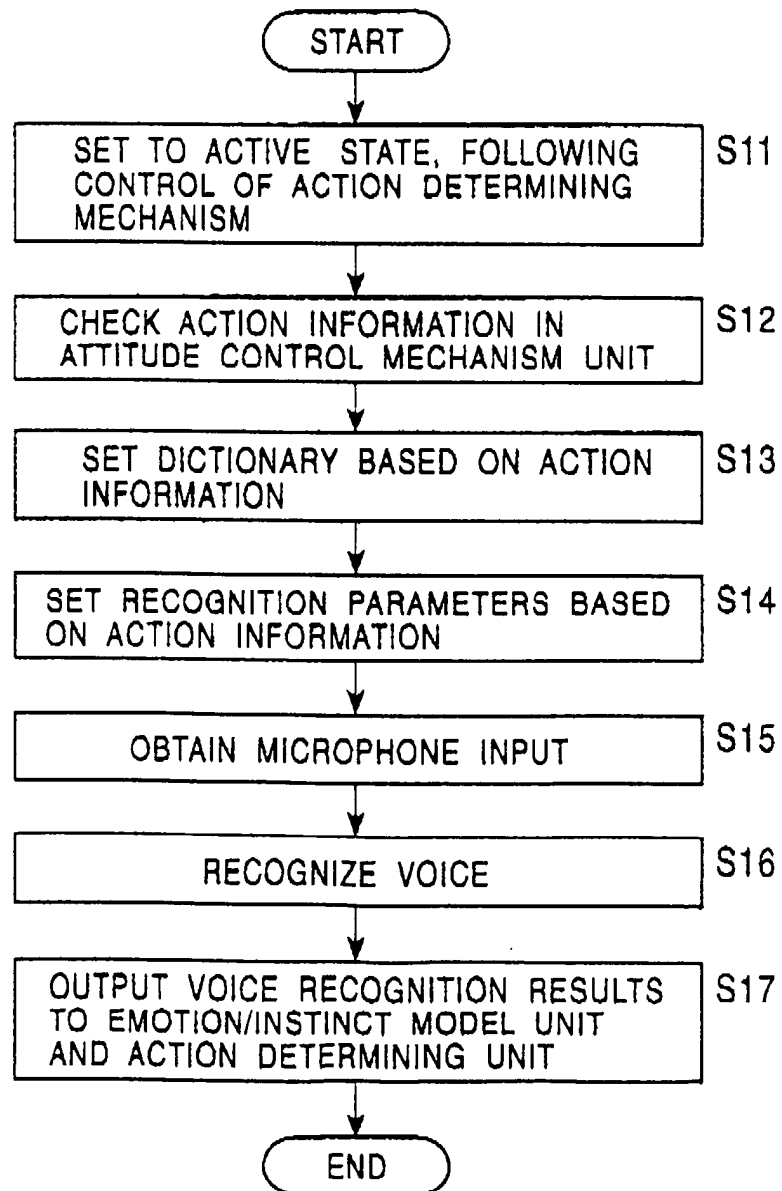 START
SET TO ACTIVE STATE, FOLLOWING
CONTROL OF ACTION DETERMINING
MECHANISM
S11
CHECK ACTION INFORMATION IN
ATTITUDE CONTROL MECHANISM UNIT
S12
SET DICTIONARY BASED ON ACTION
INFORMATION
S13
SET RECOGNITION PARAMETERS BASED
ON ACTION INFORMATION
S14
OBTAIN MICROPHONE INPUT
S15
RECOGNIZE VOICE
S16
OUTPUT VOICE RECOGNITION RESULTS
TO EMOTION/INSTINCT MODEL UNIT
AND ACTION DETERMINING UNIT
S17
END